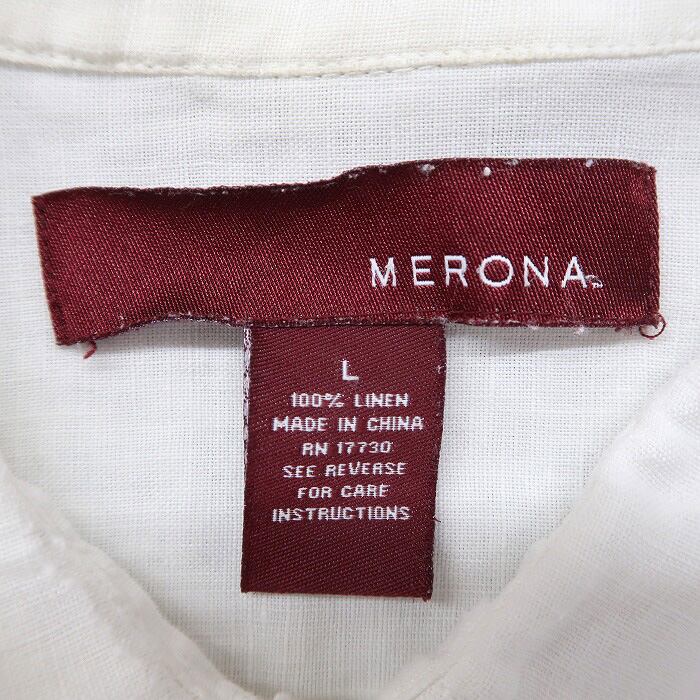 MERONA
L
100% LINEN
MADE IN CHINA
RN 17730
SEE REVERSE
FOR CARE
INSTRUCTIONS